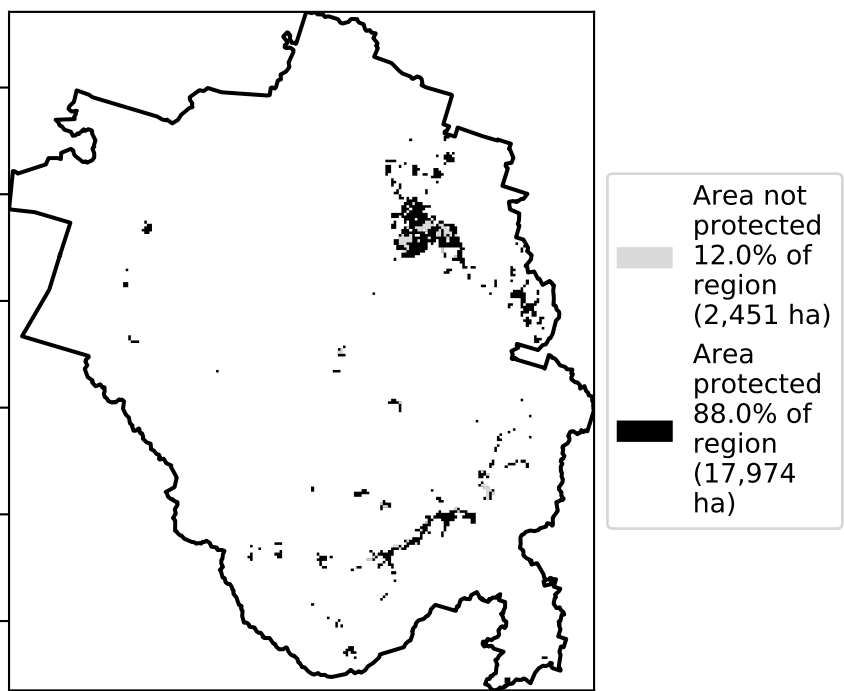 Area not
protected
12.0% of
region
(2,451 ha)
Area
protected
88.0% of
region
(17,974
ha)